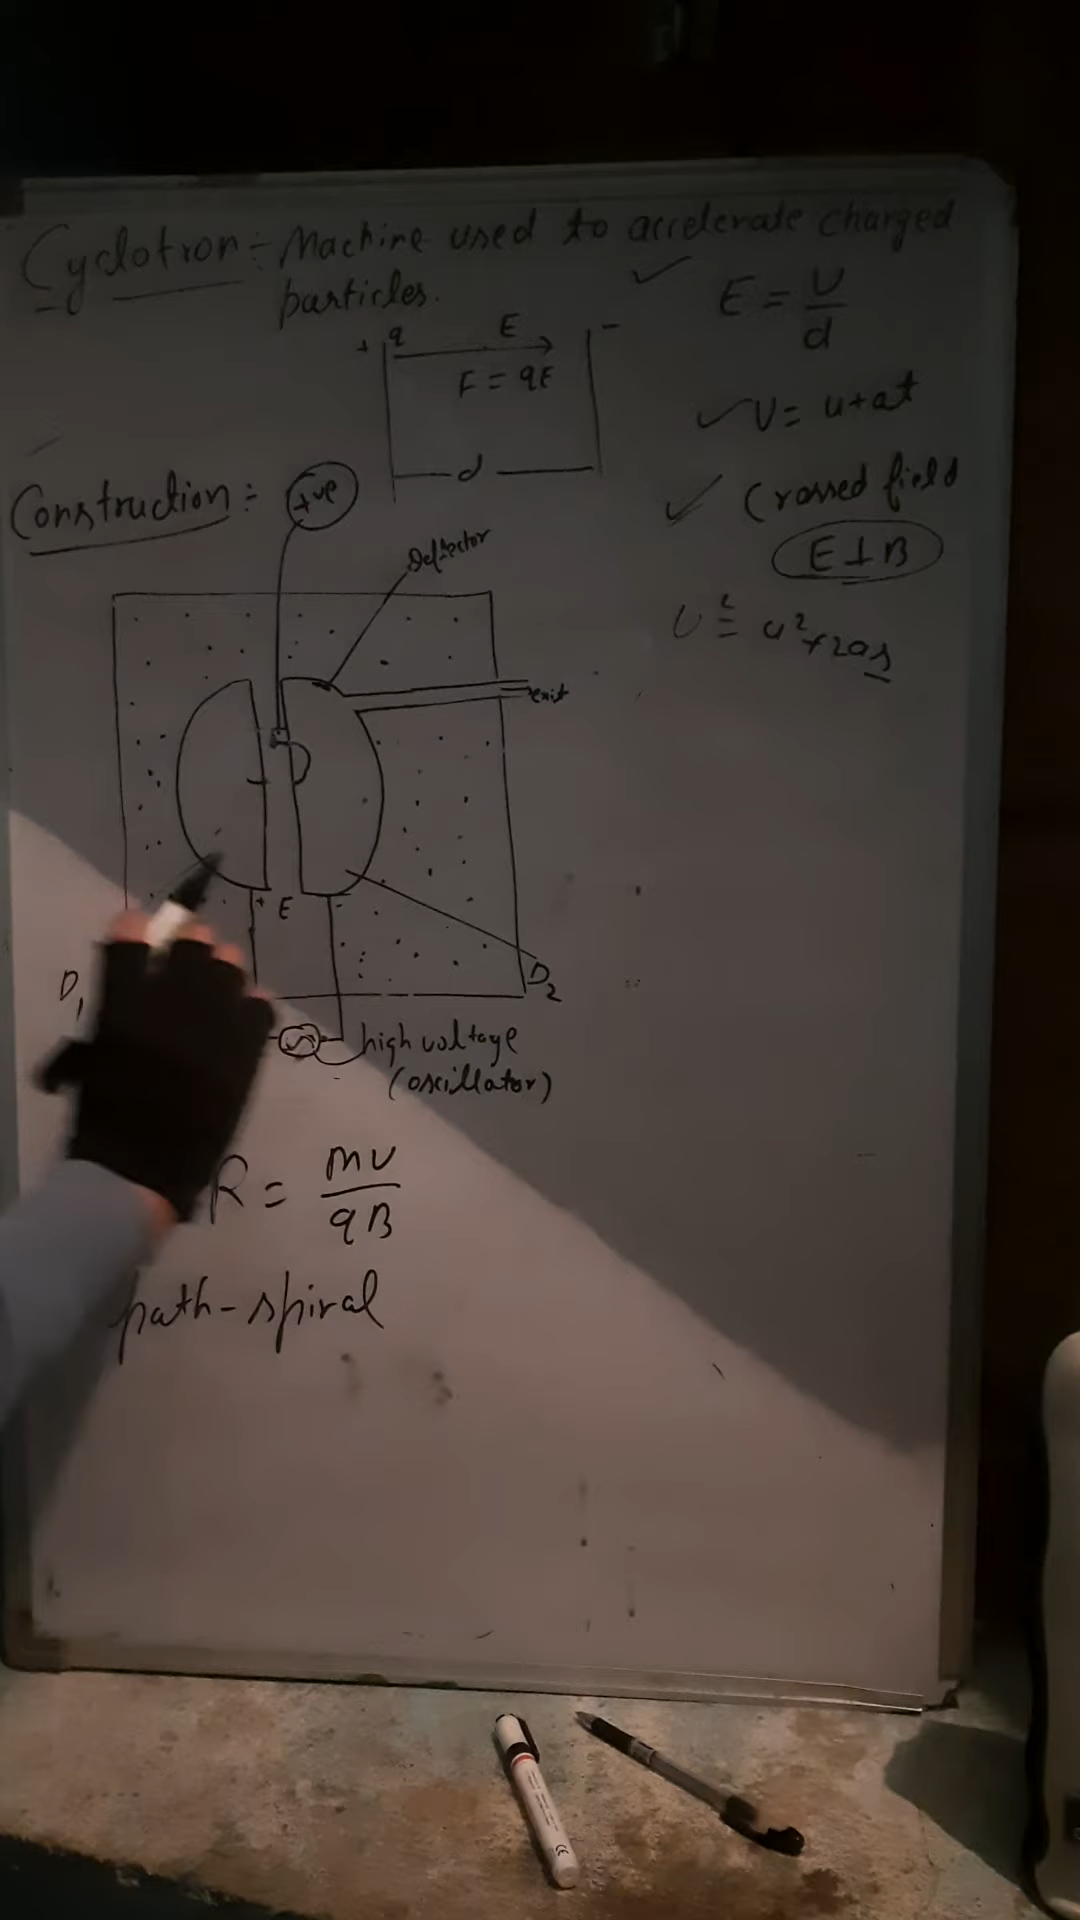 Cyclotron :- Machine used to accelerate charged
particles.
+ q E -
F = qE
d
E = V
d
V = u + at
Crossed field
E ⊥ B
v² = u² + 2as
Construction :-
+ve
Deflector
exit
+ E -
D₁
D₂
high voltage
(oscillator)
R = mv
qB
path - spiral